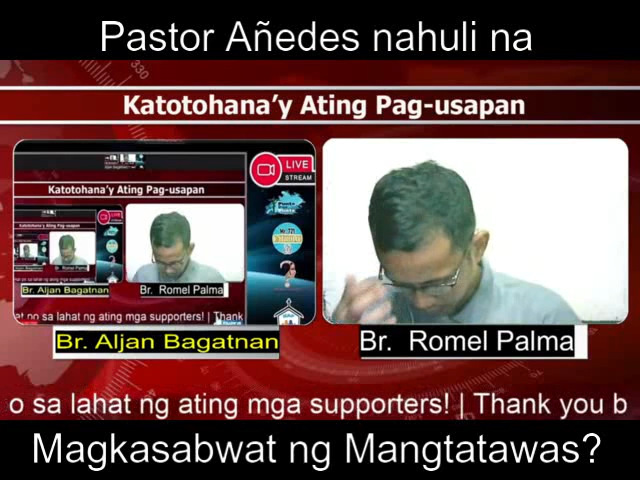 Pastor Añedes nahuli na
Katotohana'y Ating Pag-usapan
LIVE
STREAM
Katotohana'y Ating Pag-usapan
LIVE
Br. Aljan Bagatnan
Br. Romel Palma
et po sa lahat ng ating mga supporters! | Thank
Br. Aljan Bagatnan
Br. Romel Palma
o sa lahat ng ating mga supporters! | Thank you b
Magkasabwat ng Mangtatawas?